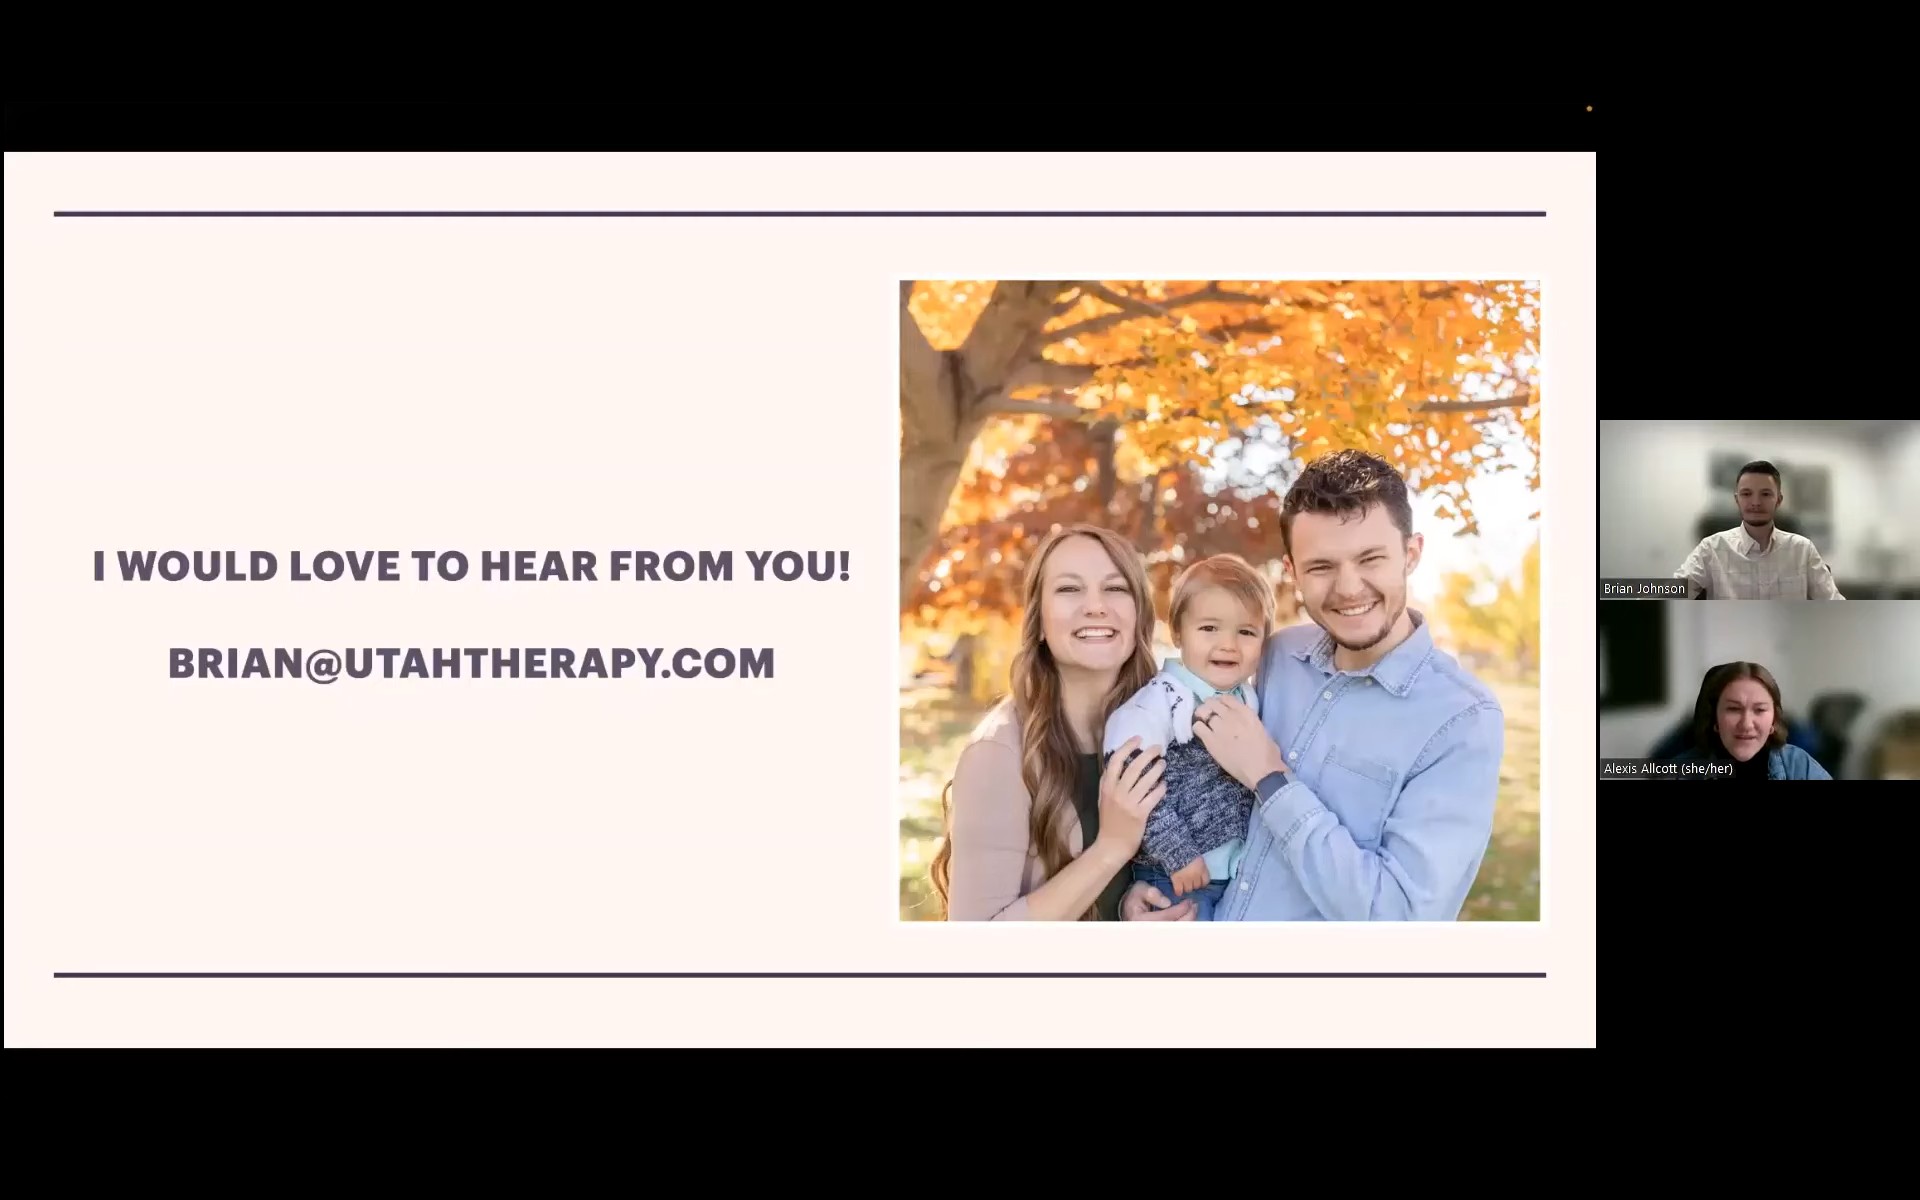 I WOULD LOVE TO HEAR FROM YOU!
BRIAN@UTAHTHERAPY.COM
Brian Johnson
Alexis Allcott (she/her)